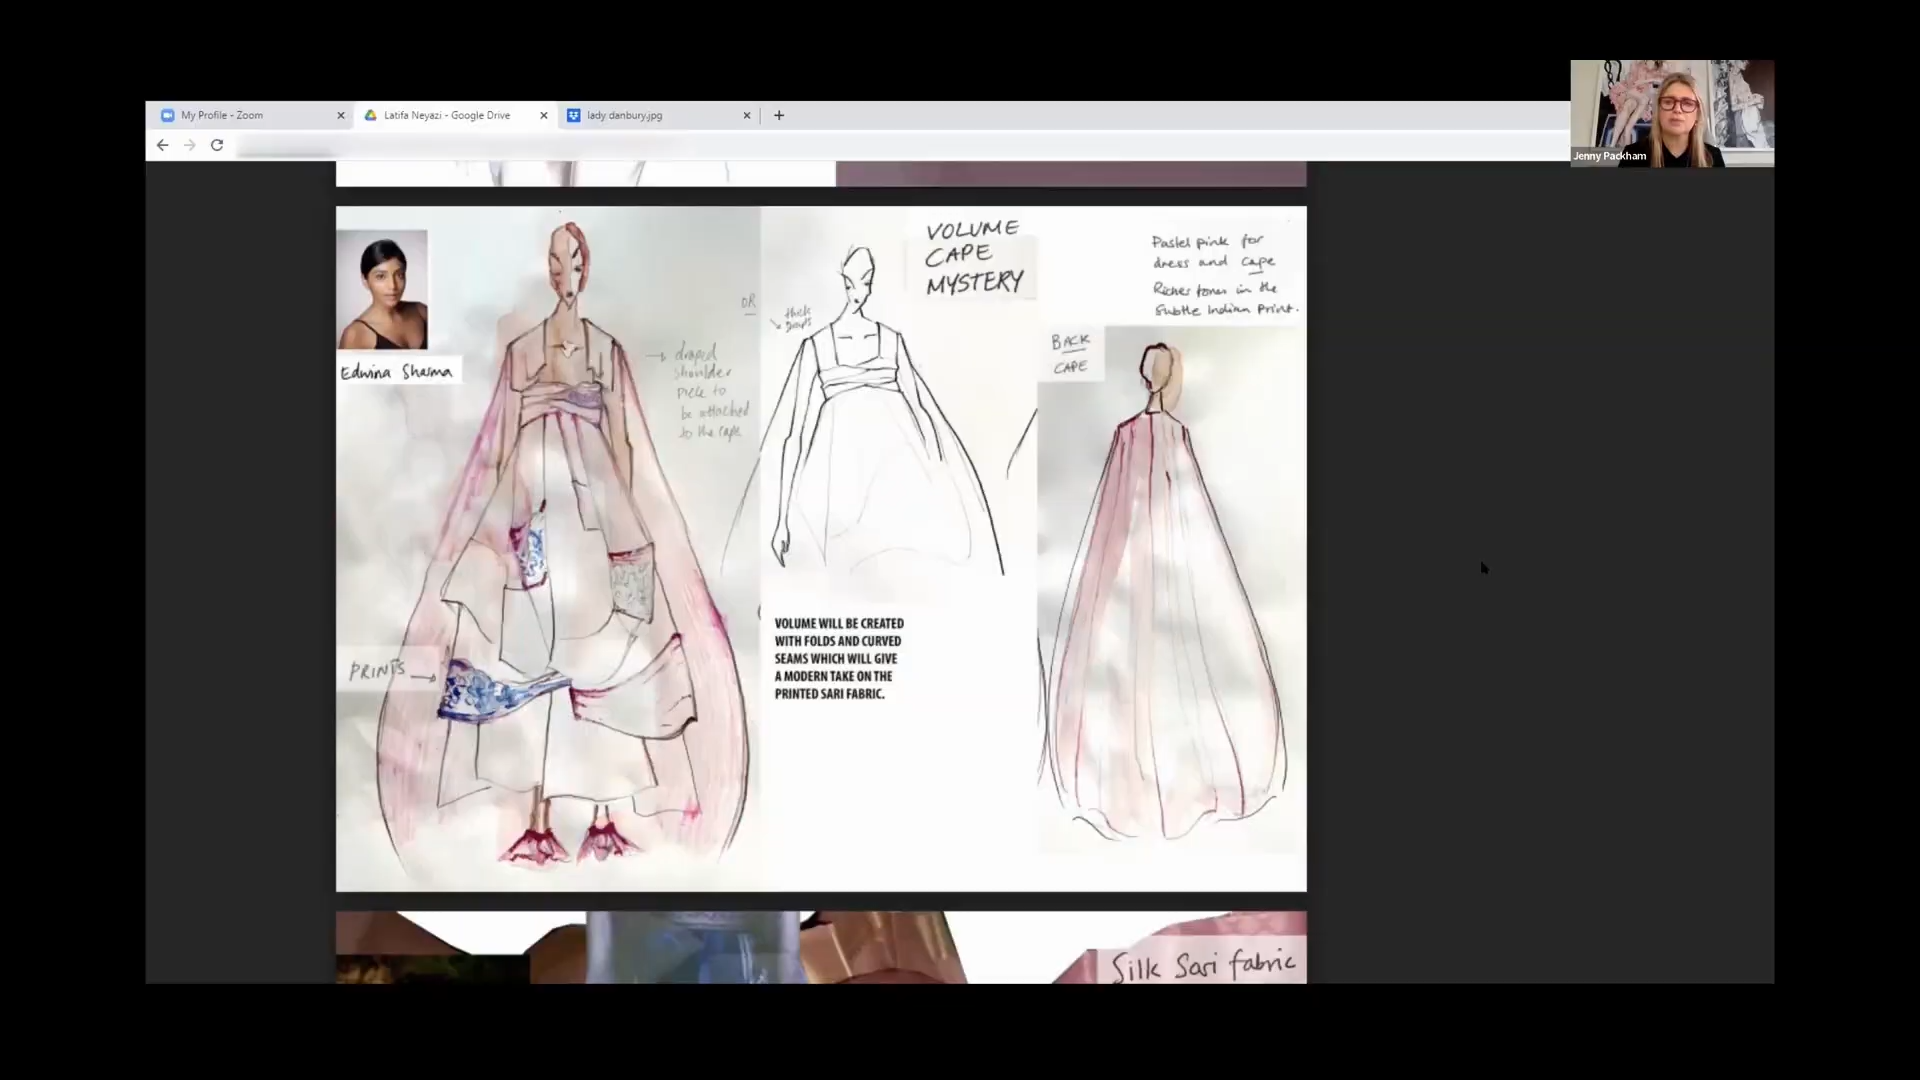 My Profile - Zoom
Latifa Neyazi - Google Drive
lady danbury.jpg
Jenny Packham
Edwina Sharma
draped
shoulder
piece to
be attached
to the cape
OR
thick
VOLUME
CAPE
MYSTERY
Pastel pink for
dress and cape
Richer tones in the
Subtle Indian Print.
BACK
CAPE
PRINTS
VOLUME WILL BE CREATED
WITH FOLDS AND CURVED
SEAMS WHICH WILL GIVE
A MODERN TAKE ON THE
PRINTED SARI FABRIC.
Silk Sari fabric